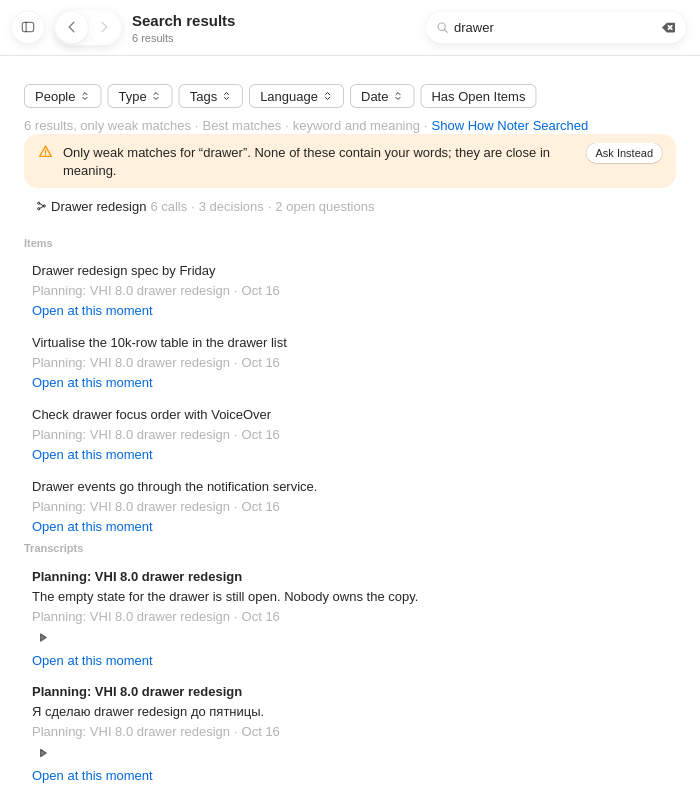 Search results
6 results
drawer
People
Type
Tags
Language
Date
Has Open Items
6 results, only weak matches · Best matches · keyword and meaning · Show How Noter Searched
Only weak matches for “drawer”. None of these contain your words; they are close in
meaning.
Ask Instead
Drawer redesign 6 calls · 3 decisions · 2 open questions
Items
Drawer redesign spec by Friday
Planning: VHI 8.0 drawer redesign · Oct 16
Open at this moment
Virtualise the 10k-row table in the drawer list
Planning: VHI 8.0 drawer redesign · Oct 16
Open at this moment
Check drawer focus order with VoiceOver
Planning: VHI 8.0 drawer redesign · Oct 16
Open at this moment
Drawer events go through the notification service.
Planning: VHI 8.0 drawer redesign · Oct 16
Open at this moment
Transcripts
Planning: VHI 8.0 drawer redesign
The empty state for the drawer is still open. Nobody owns the copy.
Planning: VHI 8.0 drawer redesign · Oct 16
Open at this moment
Planning: VHI 8.0 drawer redesign
Я сделаю drawer redesign до пятницы.
Planning: VHI 8.0 drawer redesign · Oct 16
Open at this moment